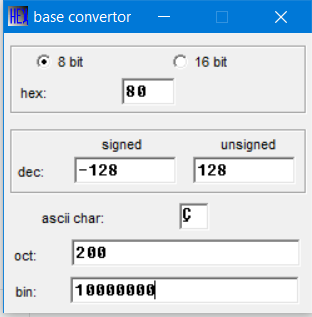 HEX base convertor
8 bit 16 bit
hex: 80
signed unsigned
dec: -128 128
ascii char: Ç
oct: 200
bin: 10000000